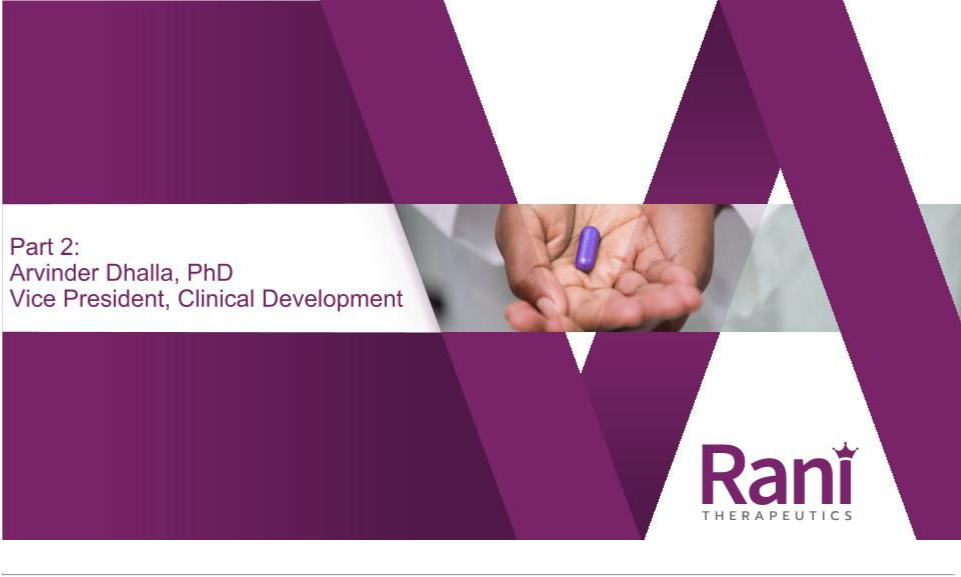 Part 2:
Arvinder Dhalla, PhD
Vice President, Clinical Development
Rani
THERAPEUTICS